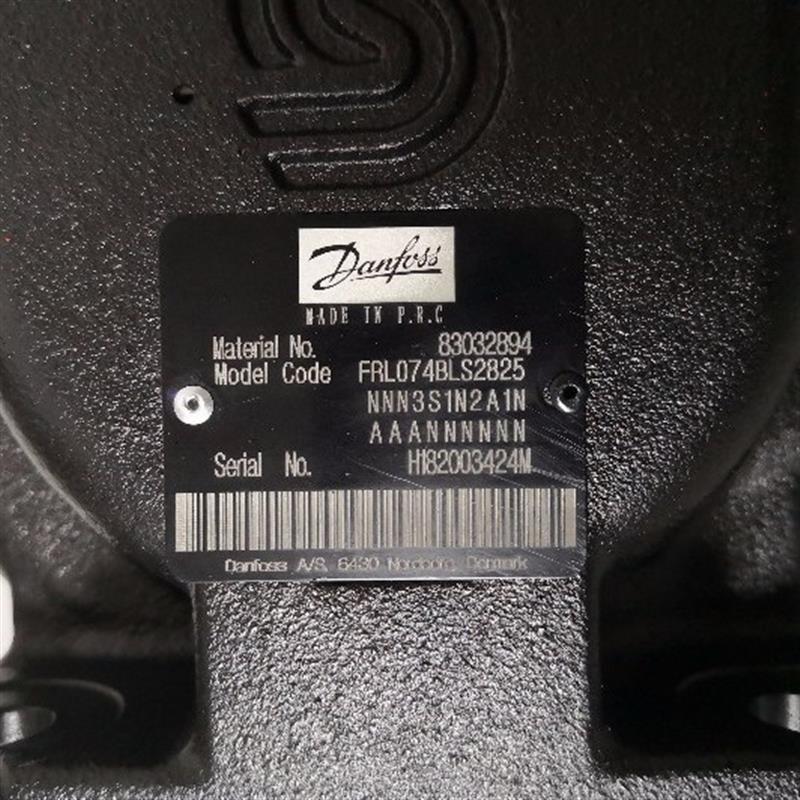 Danfoss
MADE IN P.R.C
Material No. 83032894
Model Code FRL074BLS2825
NNN3S1N2A1N
AAANNNNNN
Serial No. H182003424M
Danfoss A/S, 6430 Nordborg, Denmark